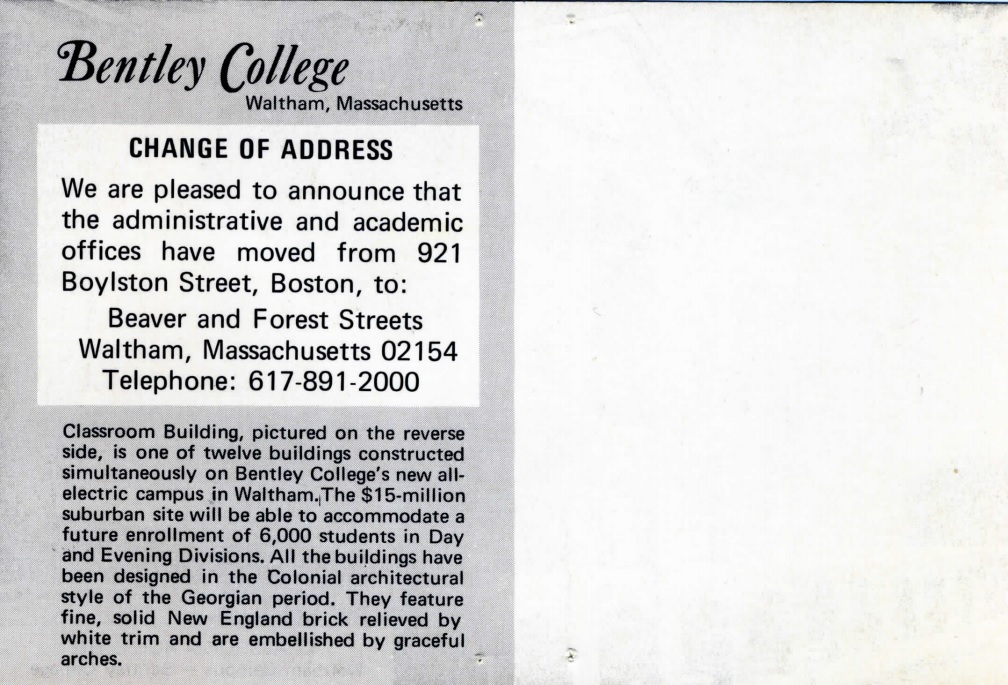 Bentley College
Waltham, Massachusetts
CHANGE OF ADDRESS
We are pleased to announce that
the administrative and academic
offices have moved from 921
Boylston Street, Boston, to:
Beaver and Forest Streets
Waltham, Massachusetts 02154
Telephone: 617-891-2000
Classroom Building, pictured on the reverse
side, is one of twelve buildings constructed
simultaneously on Bentley College's new all-
electric campus in Waltham. The $15-million
suburban site will be able to accommodate a
future enrollment of 6,000 students in Day
and Evening Divisions. All the buildings have
been designed in the Colonial architectural
style of the Georgian period. They feature
fine, solid New England brick relieved by
white trim and are embellished by graceful
arches.